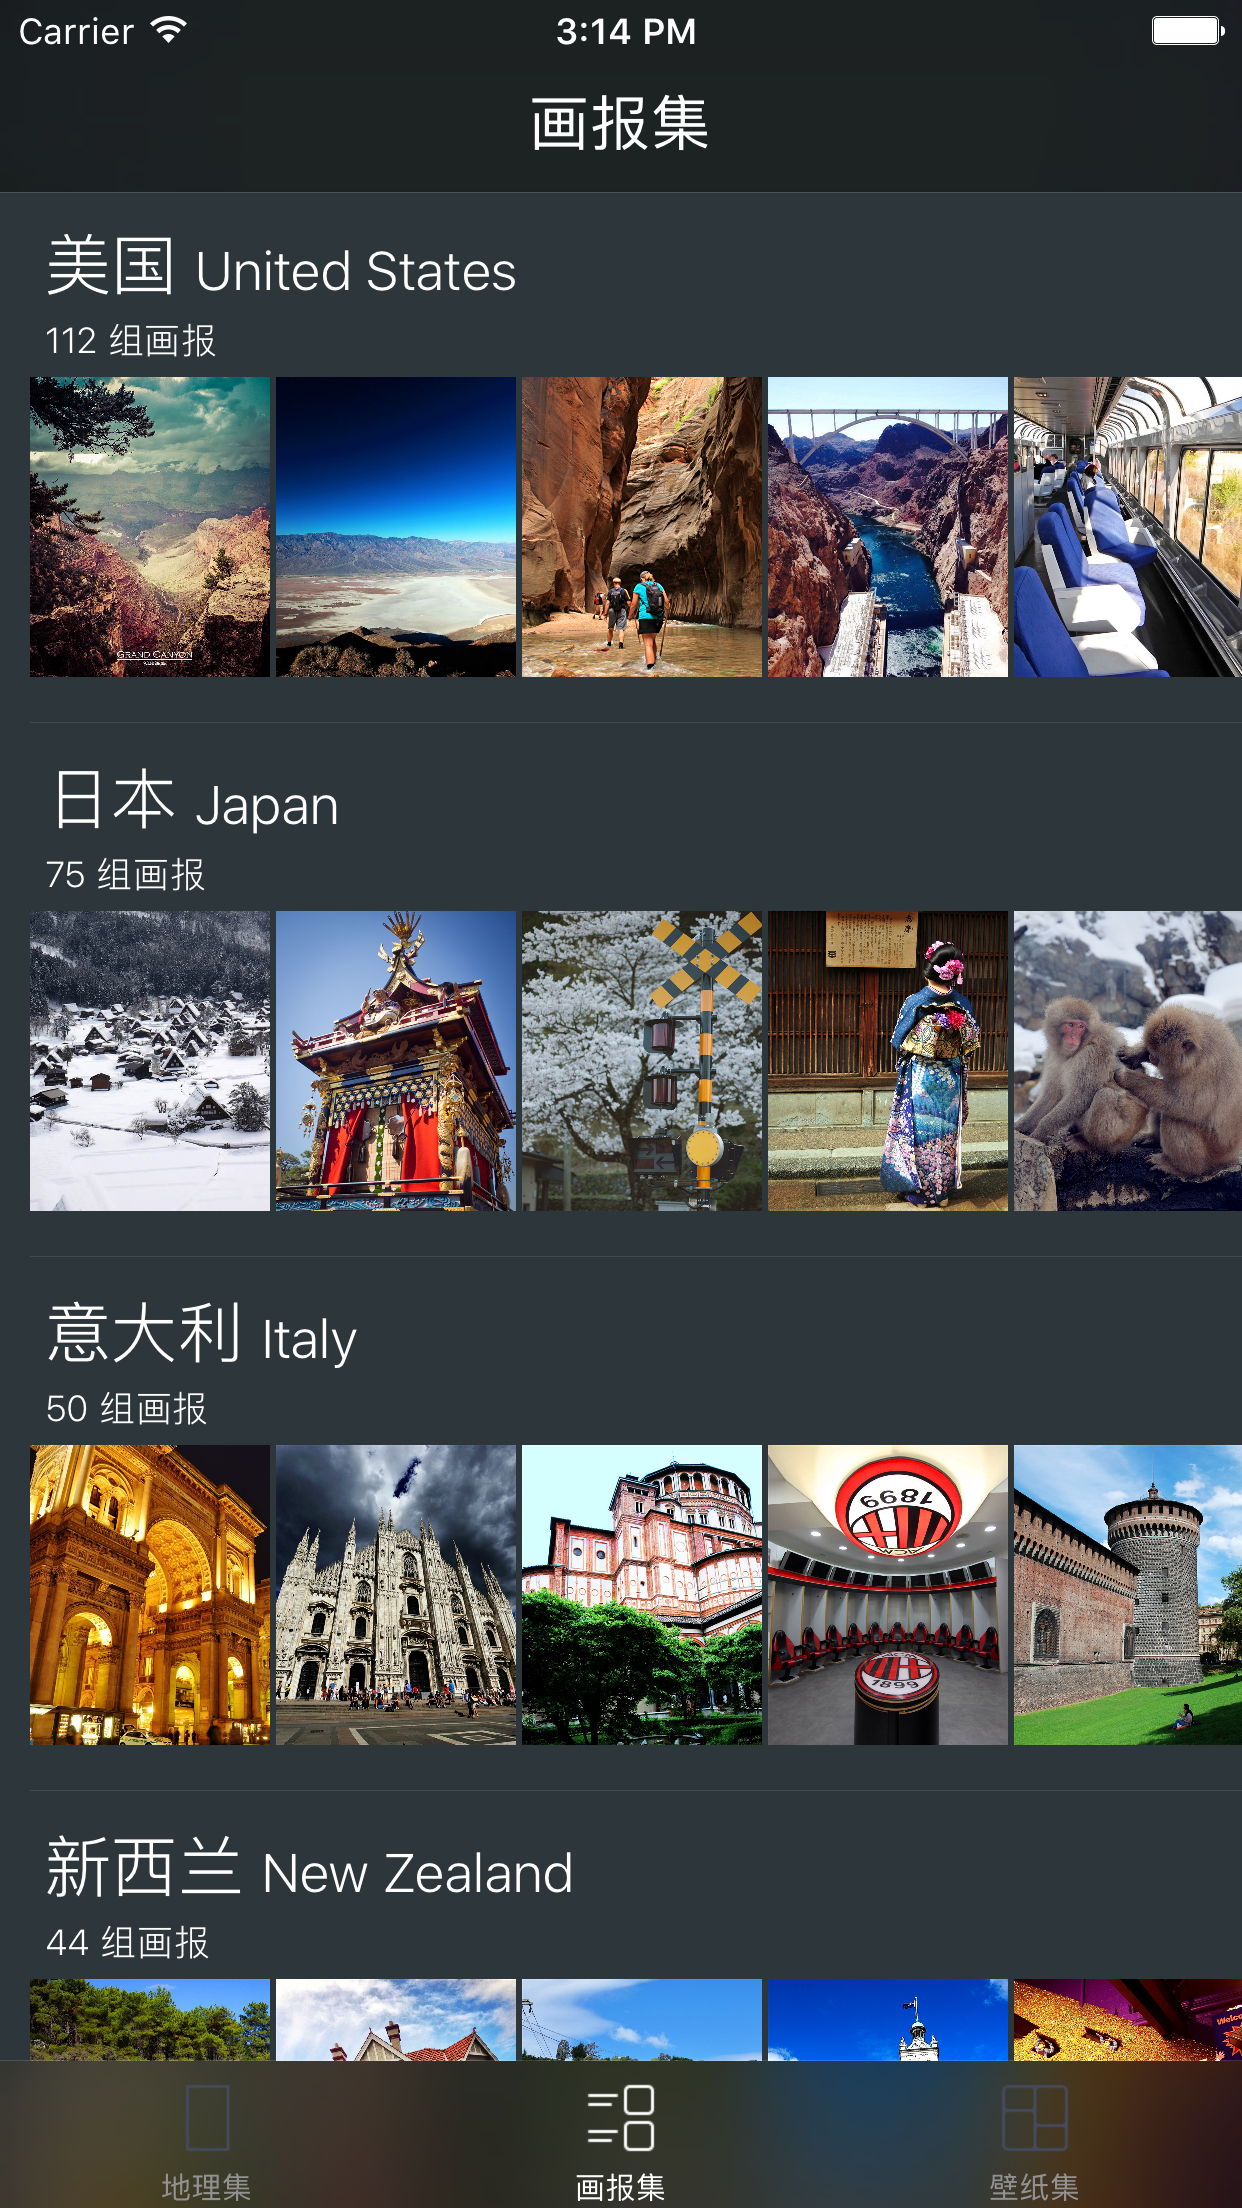 Carrier 3:14 PM
画报集
美国 United States
112 组画报
GRAND CANYON
日本 Japan
75 组画报
意大利 Italy
50 组画报
1899
1899
新西兰 New Zealand
44 组画报
地理集 画报集 壁纸集